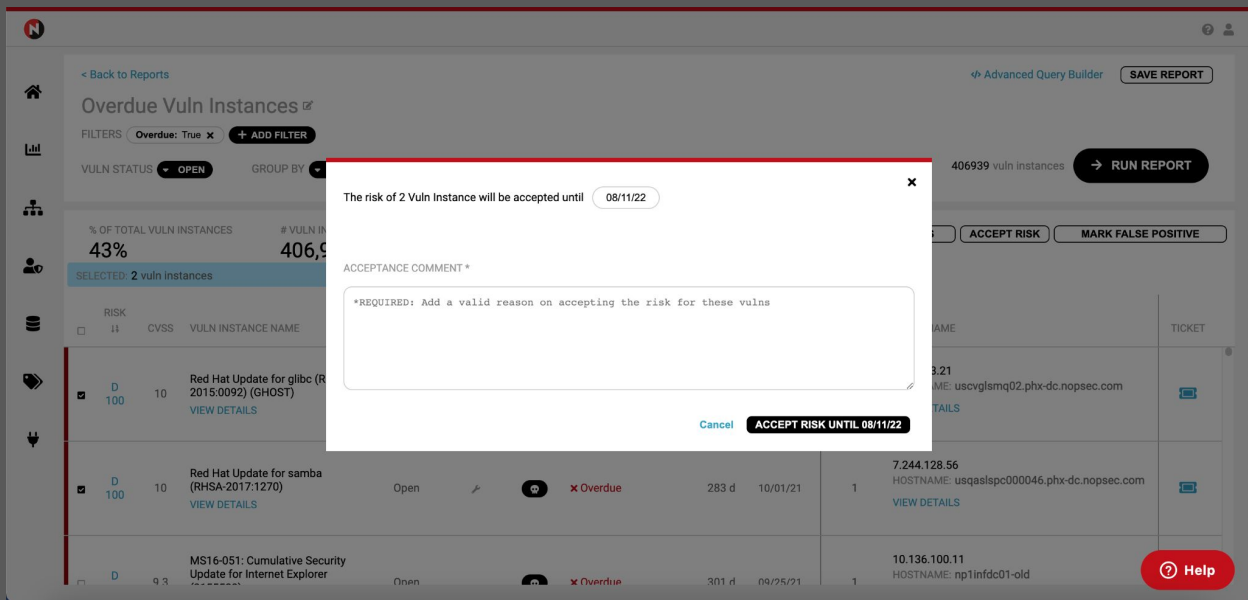 N
< Back to Reports
</> Advanced Query Builder
SAVE REPORT
Overdue Vuln Instances
FILTERS Overdue: True × + ADD FILTER
VULN STATUS OPEN GROUP BY
406939 vuln instances → RUN REPORT
The risk of 2 Vuln Instance will be accepted until 08/11/22
ACCEPTANCE COMMENT *
*REQUIRED: Add a valid reason on accepting the risk for these vulns
Cancel ACCEPT RISK UNTIL 08/11/22
% OF TOTAL VULN INSTANCES
43%
# VULN IN
406,9
S ACCEPT RISK MARK FALSE POSITIVE
SELECTED: 2 vuln instances
RISK CVSS VULN INSTANCE NAME AME TICKET
D 100 10
Red Hat Update for glibc (R
2015:0092) (GHOST)
VIEW DETAILS
3.21
AME: uscvglsmq02.phx-dc.nopsec.com
TAILS
D 100 10
Red Hat Update for samba
(RHSA-2017:1270)
VIEW DETAILS
Open × Overdue 283 d 10/01/21 1
7.244.128.56
HOSTNAME: usqaslspc000046.phx-dc.nopsec.com
VIEW DETAILS
D 9.3
MS16-051: Cumulative Security
Update for Internet Explorer
Open × Overdue 301 d 09/25/21 1
10.136.100.11
HOSTNAME: np1infdc01-old
? Help